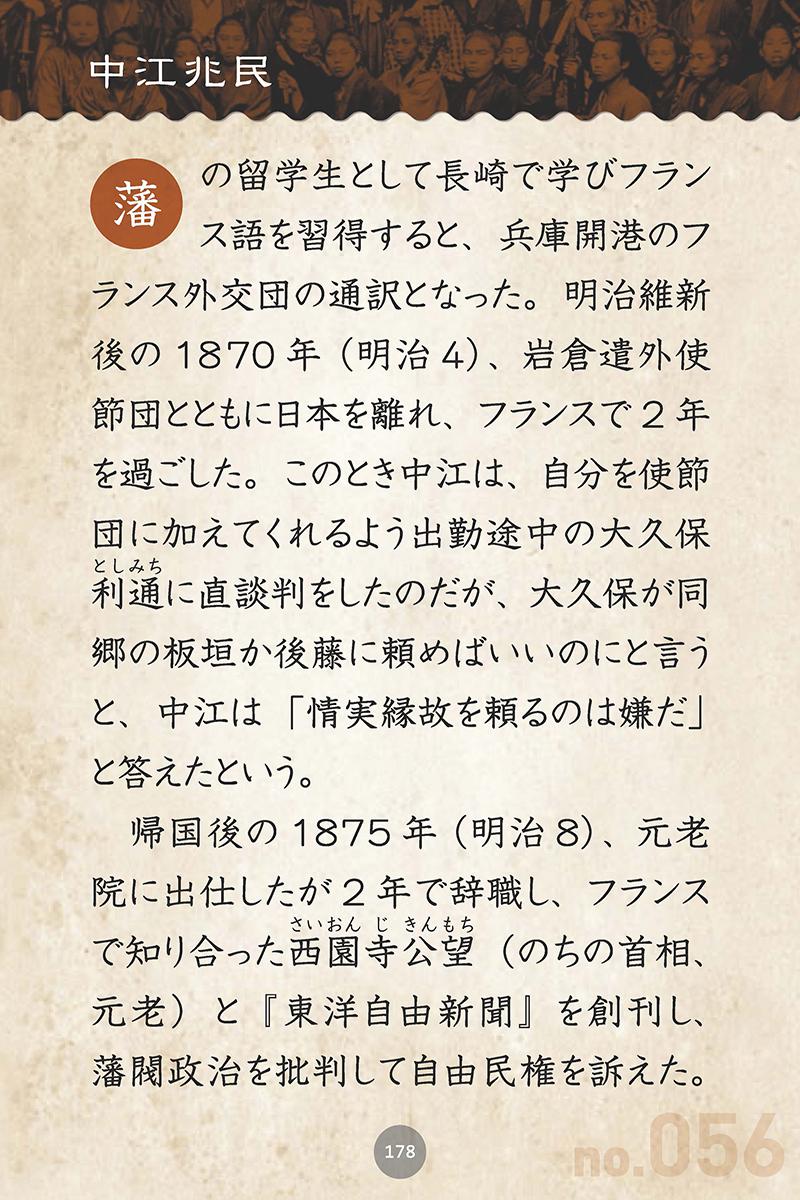 中江兆民
藩の留学生として長崎で学びフラン
ス語を習得すると、兵庫開港のフ
ランス外交団の通訳となった。明治維新
後の1870年（明治4）、岩倉遣外使
節団とともに日本を離れ、フランスで2年
を過ごした。このとき中江は、自分を使節
団に加えてくれるよう出勤途中の大久保
としみち
利通に直談判をしたのだが、大久保が同
郷の板垣か後藤に頼めばいいのにと言う
と、中江は「情実縁故を頼るのは嫌だ」
と答えたという。
帰国後の1875年（明治8）、元老
院に出仕したが2年で辞職し、フランス
さいおん じ きんもち
で知り合った西園寺公望（のちの首相、
元老）と『東洋自由新聞』を創刊し、
藩閥政治を批判して自由民権を訴えた。
178
no.056